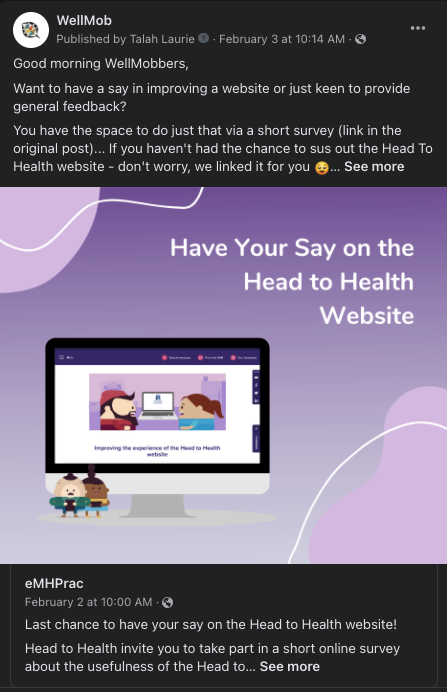 WellMob
Published by Talah Laurie · February 3 at 10:14 AM ·
Good morning WellMobbers,
Want to have a say in improving a website or just keen to provide
general feedback?
You have the space to do just that via a short survey (link in the
original post)... If you haven't had the chance to sus out the Head To
Health website - don't worry, we linked it for you 😌... See more
Have Your Say on the
Head to Health
Website
Improving the experience of the Head to Health
website
eMHPrac
February 2 at 10:00 AM ·
Last chance to have your say on the Head to Health website!
Head to Health invite you to take part in a short online survey
about the usefulness of the Head to... See more